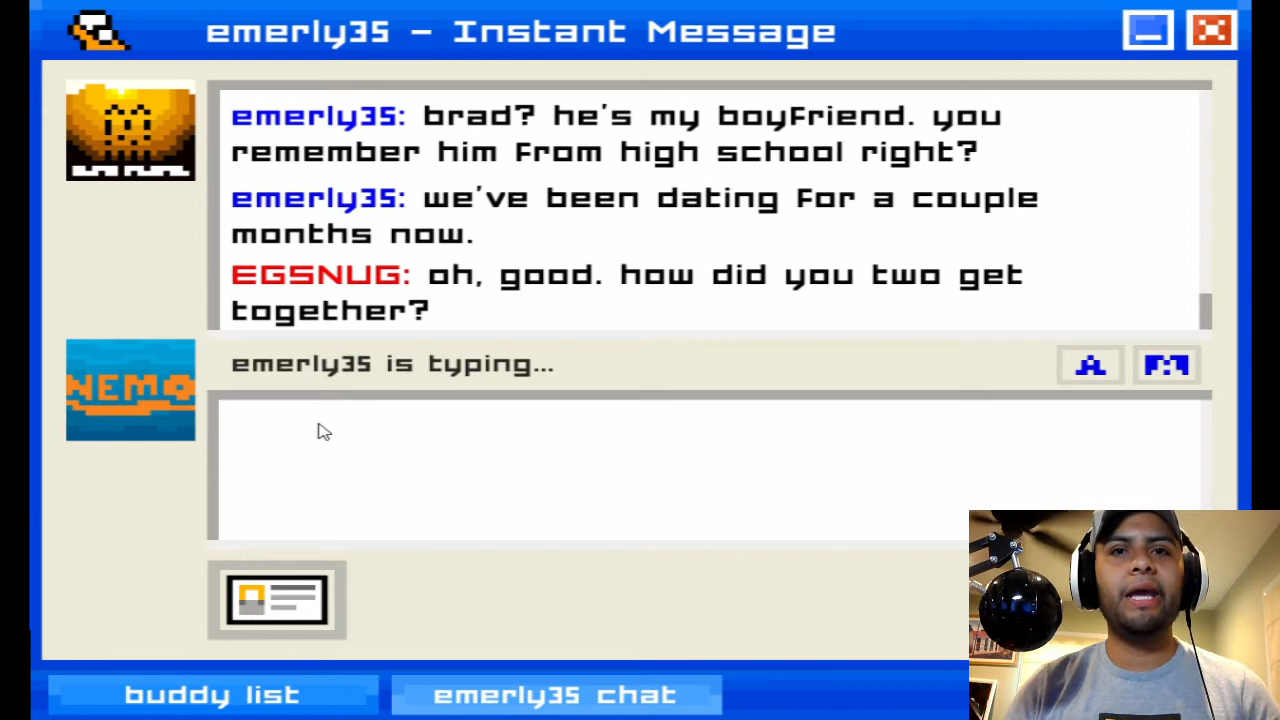 emerly35 - Instant Message
emerly35: brad? he's my boyfriend. you
remember him from high school right?
emerly35: we've been dating for a couple
months now.
EGSNUG: oh, good. how did you two get
together?
emerly35 is typing...
NEMO
buddy list
emerly35 chat